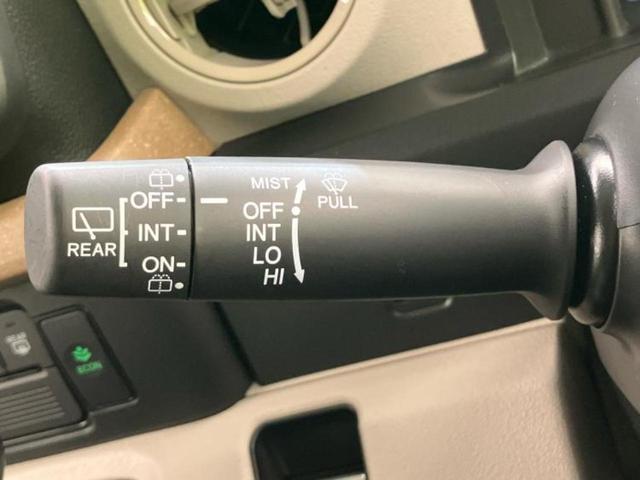 REAR
OFF
INT
ON
MIST
OFF
INT
LO
HI
PULL
ECON